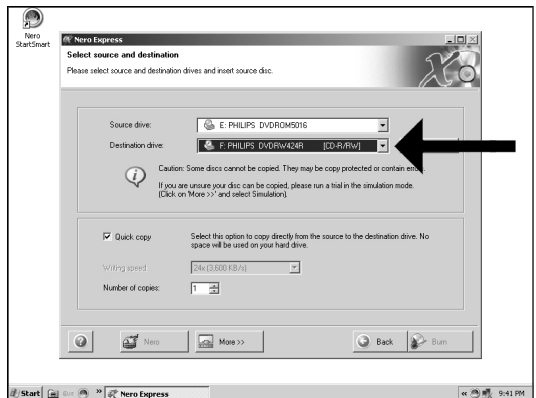 Nero
StartSmart
Nero Express
Select source and destination
Please select source and destination drives and insert source disc.
Source drive:
E: PHILIPS DVDROM5016
Destination drive:
F: PHILIPS DVDRW424R [CD-R/RW]
Caution: Some discs cannot be copied. They may be copy protected or contain
If you are unsure your disc can be copied, please run a trial in the simulation mode.
(Click on 'More >>' and select Simulation).
Quick copy
Select this option to copy directly from the source to the destination drive. No
space will be used on your hard drive.
Writing speed
24x (3,600 KB/s)
Number of copies:
1
Nero
More >>
Back
Burn
Start
»
Nero Express
«
9:41 PM